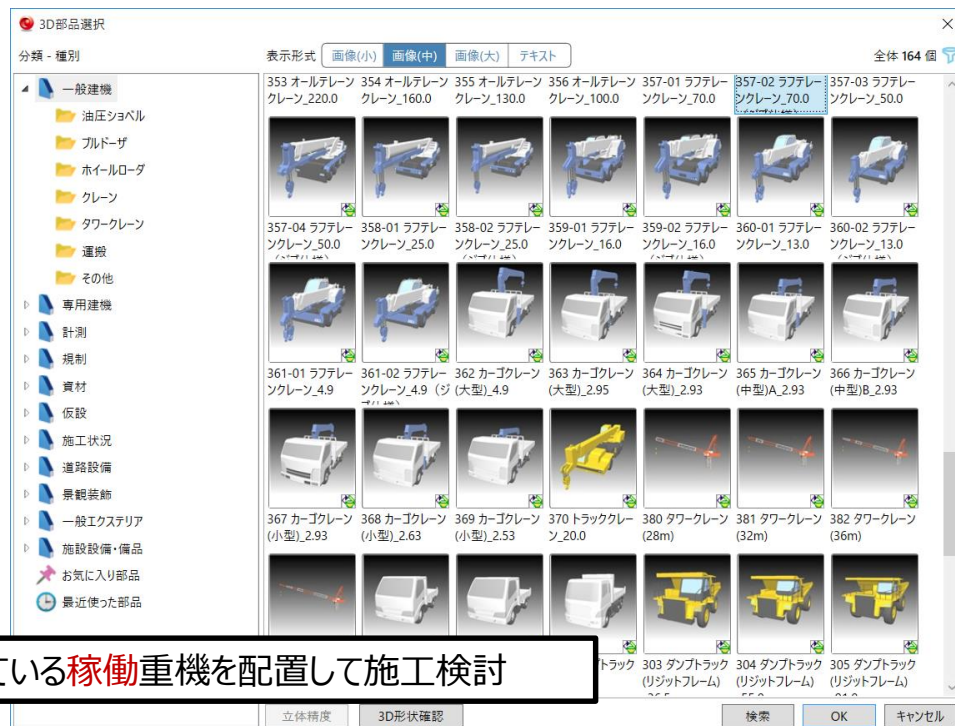 3D部品選択
分類 - 種別
表示形式 画像(小) 画像(中) 画像(大) テキスト
全体 164 個
一般建機
油圧ショベル
ブルドーザ
ホイールローダ
クレーン
タワークレーン
運搬
その他
専用建機
計測
規制
資材
仮設
施工状況
道路設備
景観装飾
一般エクステリア
施設設備・備品
お気に入り部品
最近使った部品
353 オールテレーン
クレーン_220.0
354 オールテレーン
クレーン_160.0
355 オールテレーン
クレーン_130.0
356 オールテレーン
クレーン_100.0
357-01 ラフテレー
ンクレーン_70.0
357-02 ラフテレー
ンクレーン_70.0
357-03 ラフテレー
ンクレーン_50.0
357-04 ラフテレー
ンクレーン_50.0
358-01 ラフテレー
ンクレーン_25.0
358-02 ラフテレー
ンクレーン_25.0
359-01 ラフテレー
ンクレーン_16.0
359-02 ラフテレー
ンクレーン_16.0
360-01 ラフテレー
ンクレーン_13.0
360-02 ラフテレー
ンクレーン_13.0
361-01 ラフテレー
ンクレーン_4.9
361-02 ラフテレー
ンクレーン_4.9（ジ
362 カーゴクレーン
(大型)_4.9
363 カーゴクレーン
(大型)_2.95
364 カーゴクレーン
(大型)_2.93
365 カーゴクレーン
(中型)A_2.93
366 カーゴクレーン
(中型)B_2.93
367 カーゴクレーン
(小型)_2.93
368 カーゴクレーン
(小型)_2.63
369 カーゴクレーン
(小型)_2.53
370 トラッククレー
ン_20.0
380 タワークレーン
(28m)
381 タワークレーン
(32m)
382 タワークレーン
(36m)
プトラック
303 ダンプトラック
(リジットフレーム)
304 ダンプトラック
(リジットフレーム)
305 ダンプトラック
(リジットフレーム)
ている稼働重機を配置して施工検討
立体精度
3D形状確認
検索
OK
キャンセル